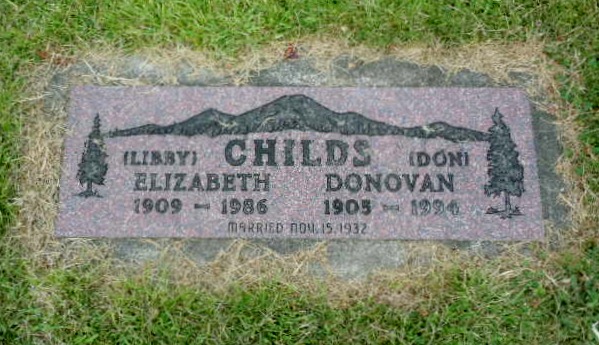 (LIBBY) CHILDS (DON)
ELIZABETH DONOVAN
1909 – 1986 1905 – 1994
MARRIED NOV. 15, 1932